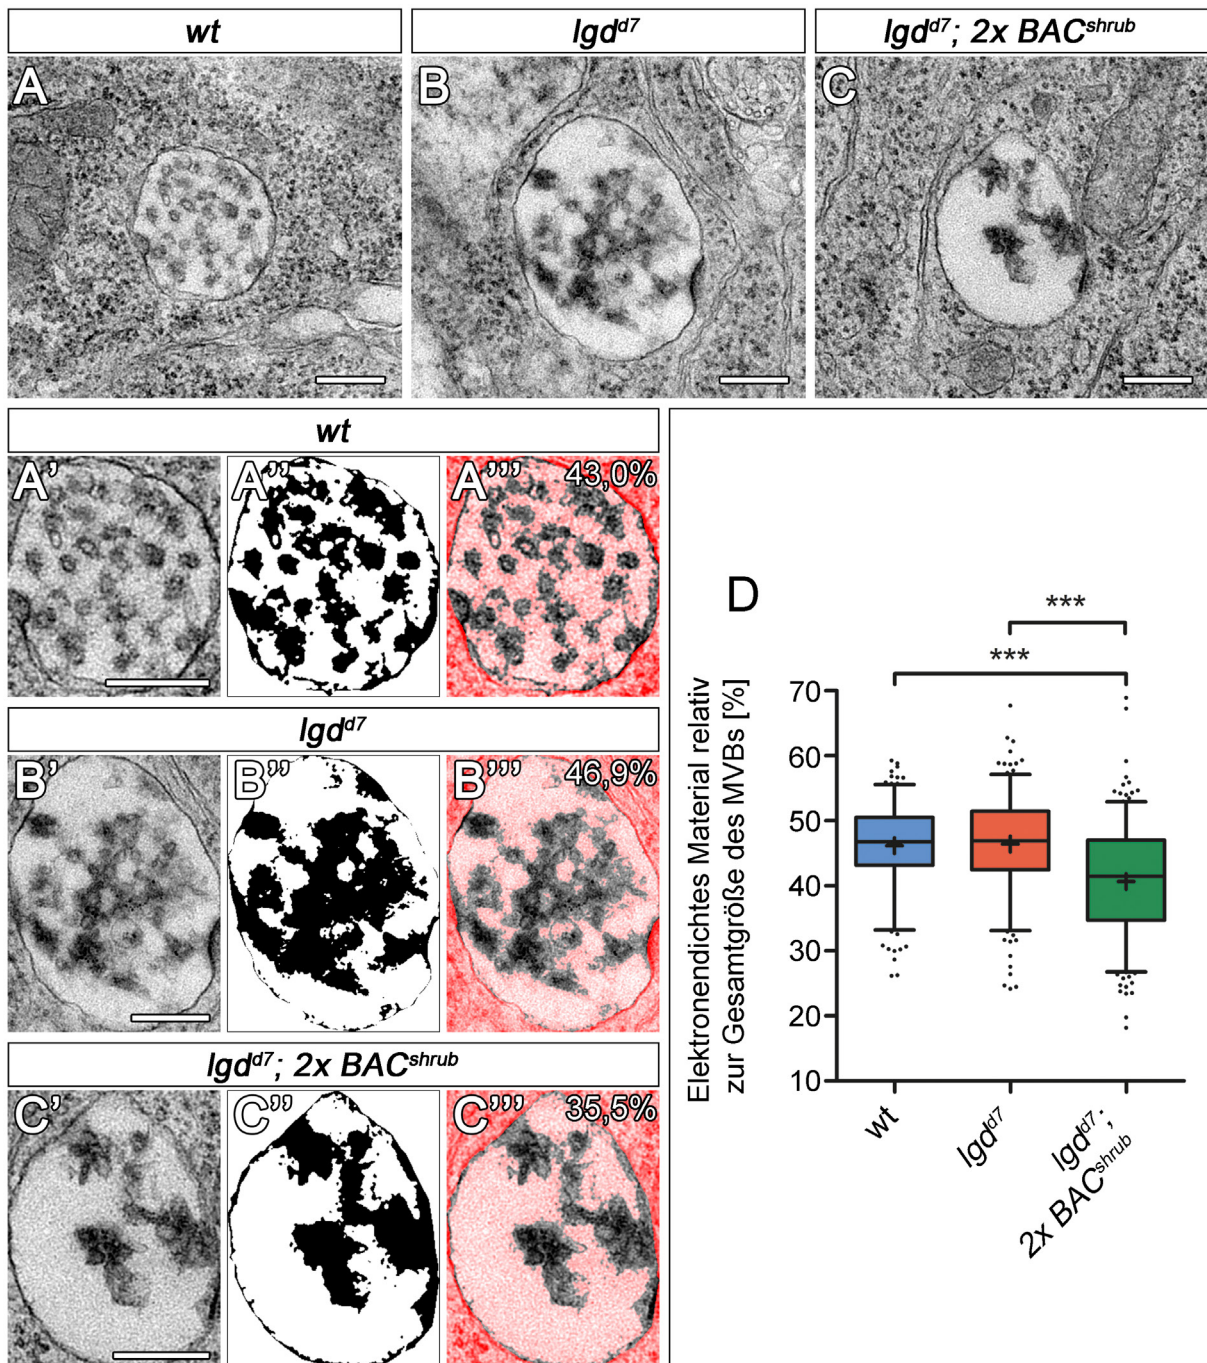 wt
lgd^d7
lgd^d7; 2x BAC^shrub
A
B
C
wt
A'
A''
A'''
43,0%
lgd^d7
B'
B''
B'''
46,9%
lgd^d7; 2x BAC^shrub
C'
C''
C'''
35,5%
D
***
***
Elektronendichtes Material relativ
zur Gesamtgröße des MVBs [%]
70
60
50
40
30
20
10
wt
lgd^d7
lgd^d7;
2x BAC^shrub